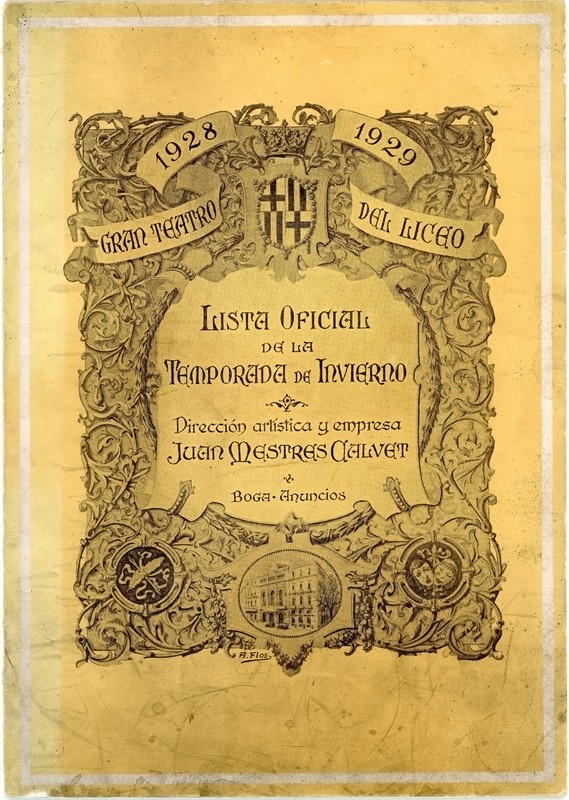 1928
1929
GRAN TEATRO
DEL LICEO
LISTA OFICIAL
DE LA
TEMPORADA DE INVIERNO
Dirección artística y empresa
JUAN MESTRES CALVET
BOGA - ANUNCIOS
A. Flos.